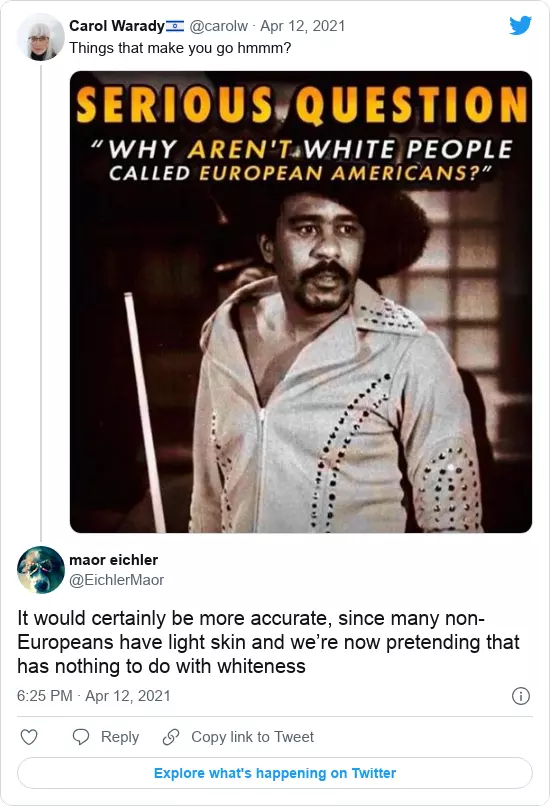 Carol Warady🇮🇱 @carolw · Apr 12, 2021
Things that make you go hmmm?
SERIOUS QUESTION
"WHY AREN'T WHITE PEOPLE
CALLED EUROPEAN AMERICANS?"
maor eichler
@EichlerMaor
It would certainly be more accurate, since many non-
Europeans have light skin and we’re now pretending that
has nothing to do with whiteness
6:25 PM · Apr 12, 2021
Reply
Copy link to Tweet
Explore what's happening on Twitter